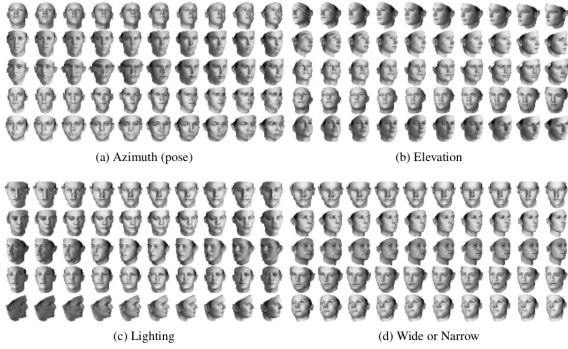 (a) Azimuth (pose)
(b) Elevation
(c) Lighting
(d) Wide or Narrow